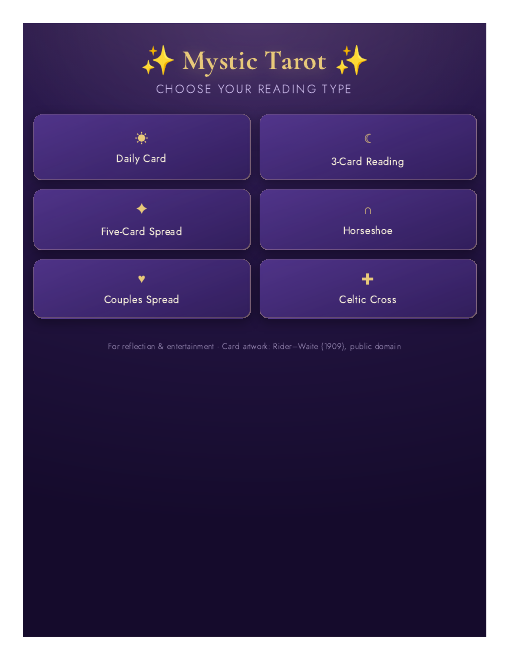 ✨ Mystic Tarot ✨
CHOOSE YOUR READING TYPE
Daily Card
3-Card Reading
Five-Card Spread
Horseshoe
Couples Spread
Celtic Cross
For reflection & entertainment · Card artwork: Rider–Waite (1909), public domain